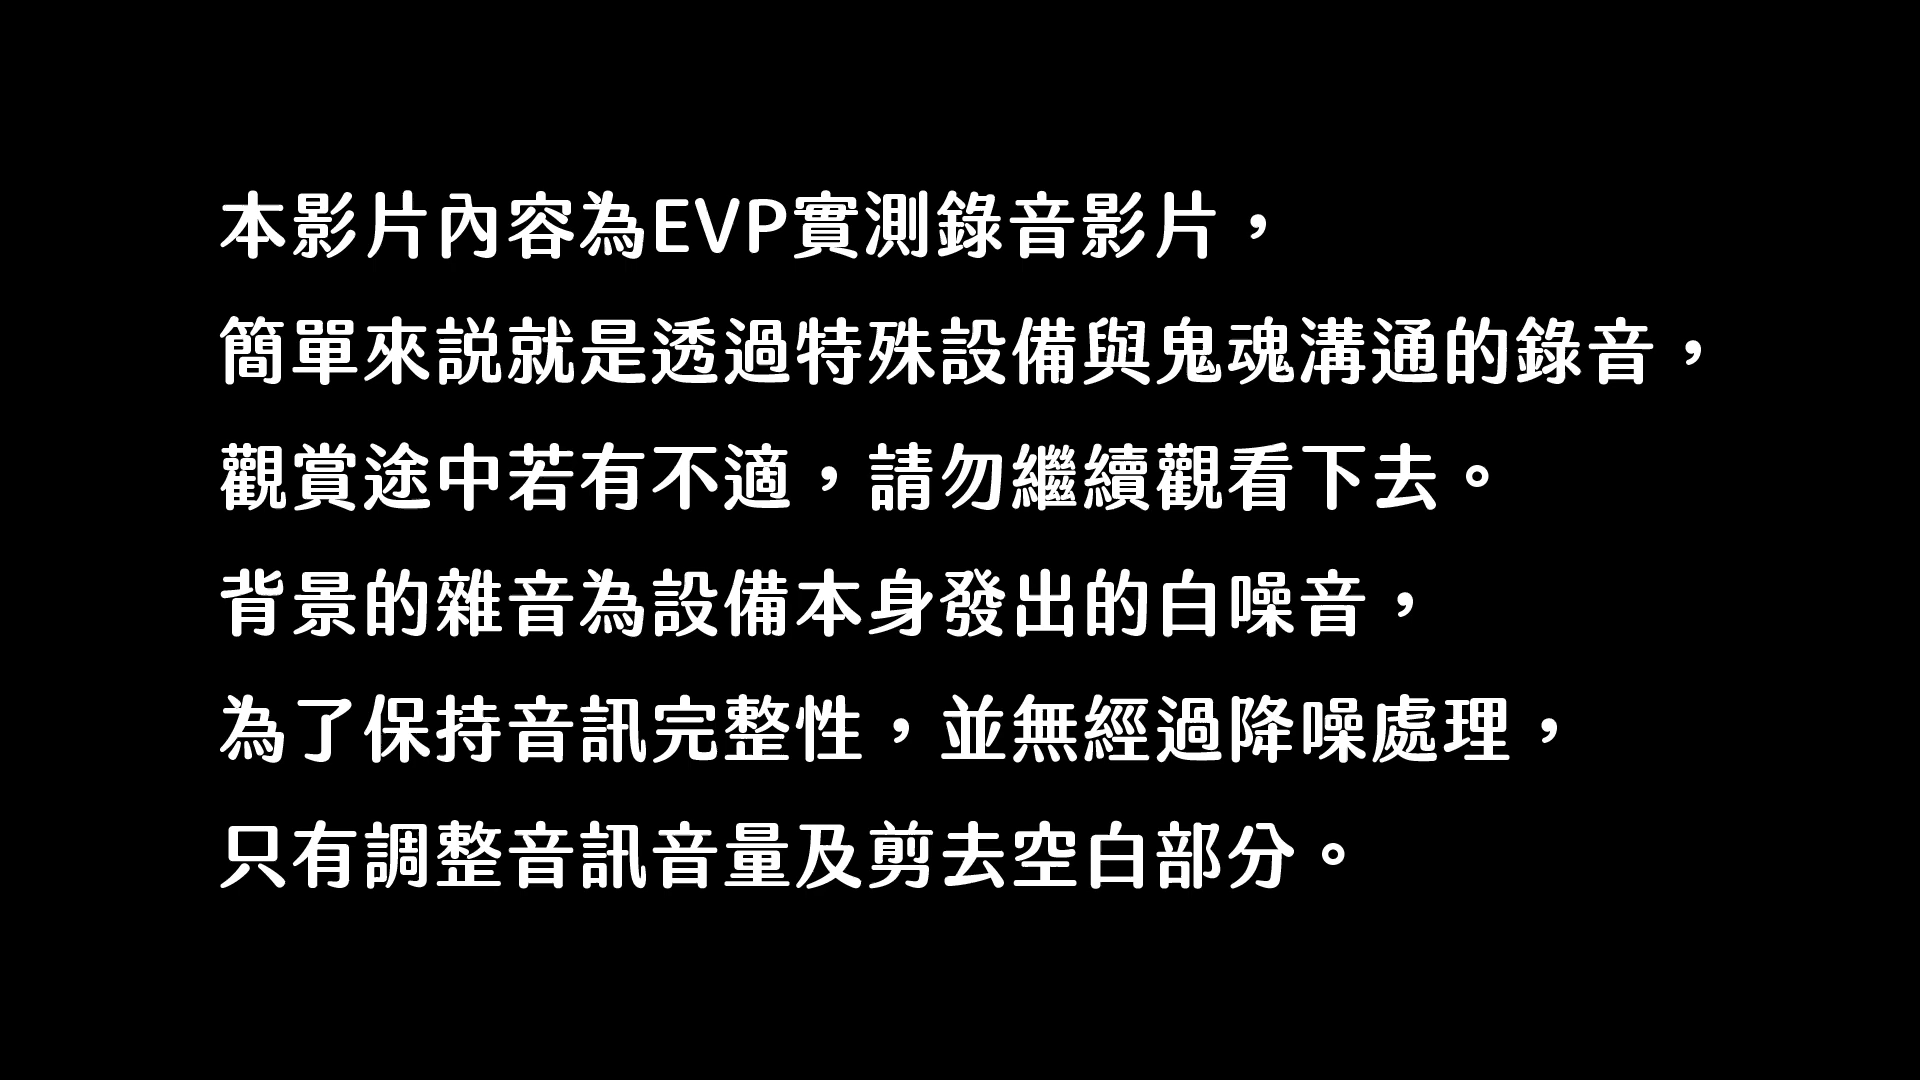 本影片內容為EVP實測錄音影片，
簡單來説就是透過特殊設備與鬼魂溝通的錄音，
觀賞途中若有不適，請勿繼續觀看下去。
背景的雜音為設備本身發出的白噪音，
為了保持音訊完整性，並無經過降噪處理，
只有調整音訊音量及剪去空白部分。